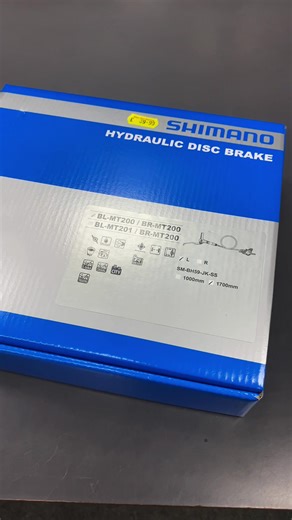 SHIMANO
HYDRAULIC DISC BRAKE
BL-MT200 / BR-MT200
BL-MT201 / BR-MT200
L R
SM-BH59-JK-SS
1000mm 1700mm